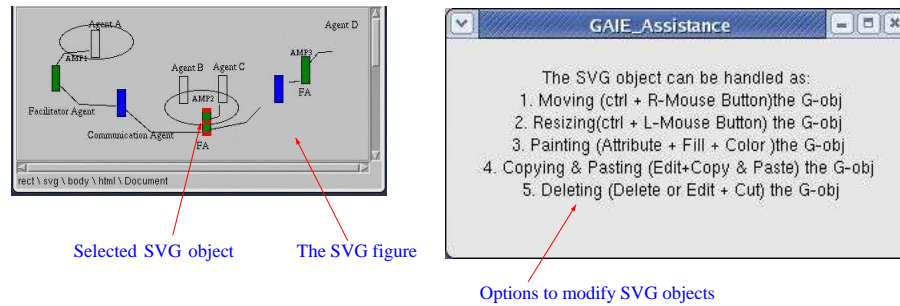 Agent A
Agent D
AMP1
AMP3
Agent B Agent C
FA
AMP2
Facilitator Agent
Communication Agent
FA
rect \ svg \ body \ html \ Document
Selected SVG object
The SVG figure
GAIE_Assistance
The SVG object can be handled as:
1. Moving (ctrl + R-Mouse Button)the G-obj
2. Resizing(ctrl + L-Mouse Button) the G-obj
3. Painting (Attribute + Fill + Color )the G-obj
4. Copying & Pasting (Edit+Copy & Paste) the G-obj
5. Deleting (Delete or Edit + Cut) the G-obj
Options to modify SVG objects